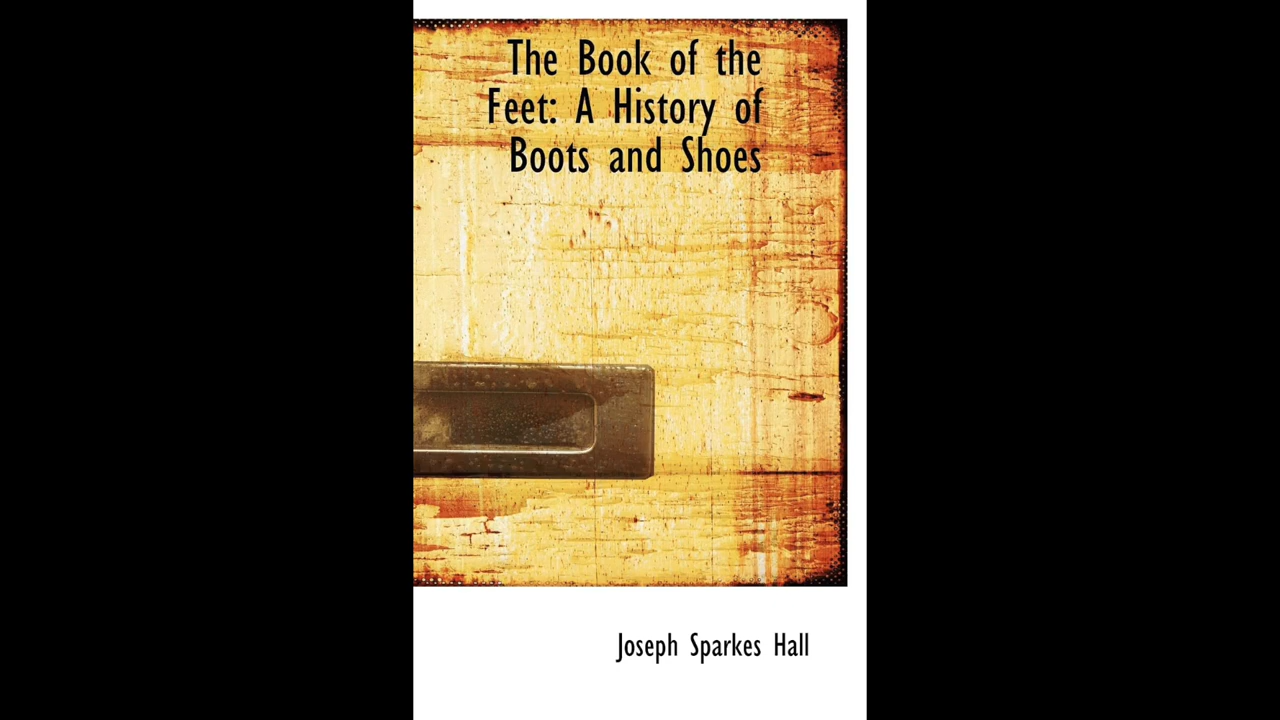 The Book of the
Feet: A History of
Boots and Shoes
Joseph Sparkes Hall